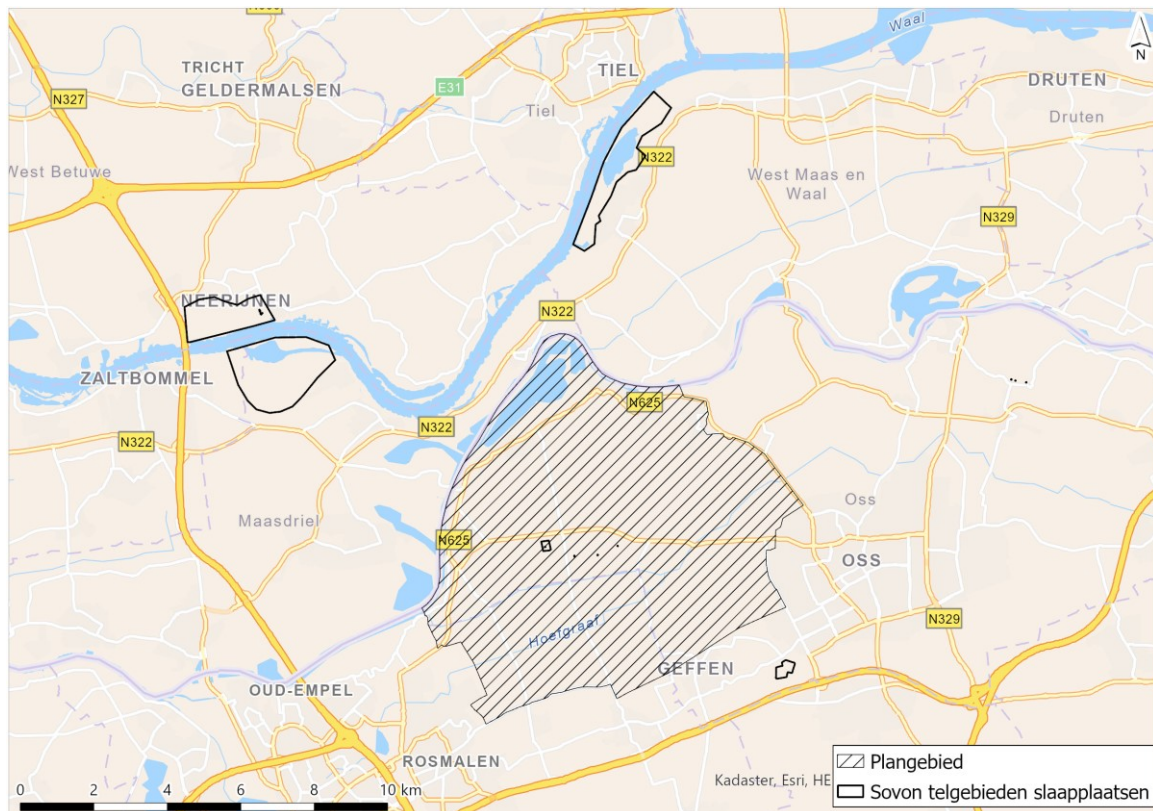 Waal
N
TRICHT
TIEL
GELDERMALSEN
E31
DRUTEN
N327
Tiel
Druten
N322
West Betuwe
West Maas en
Waal
N329
NEERIJNEN
N322
ZALTBOMMEL
N625
N322
N322
Oss
Maasdriel
N625
OSS
Hoefgraaf
N329
GEFFEN
OUD-EMPEL
ROSMALEN
Plangebied
Kadaster, Esri, HE
0 2 4 6 8 10 km
Sovon telgebieden slaapplaatsen